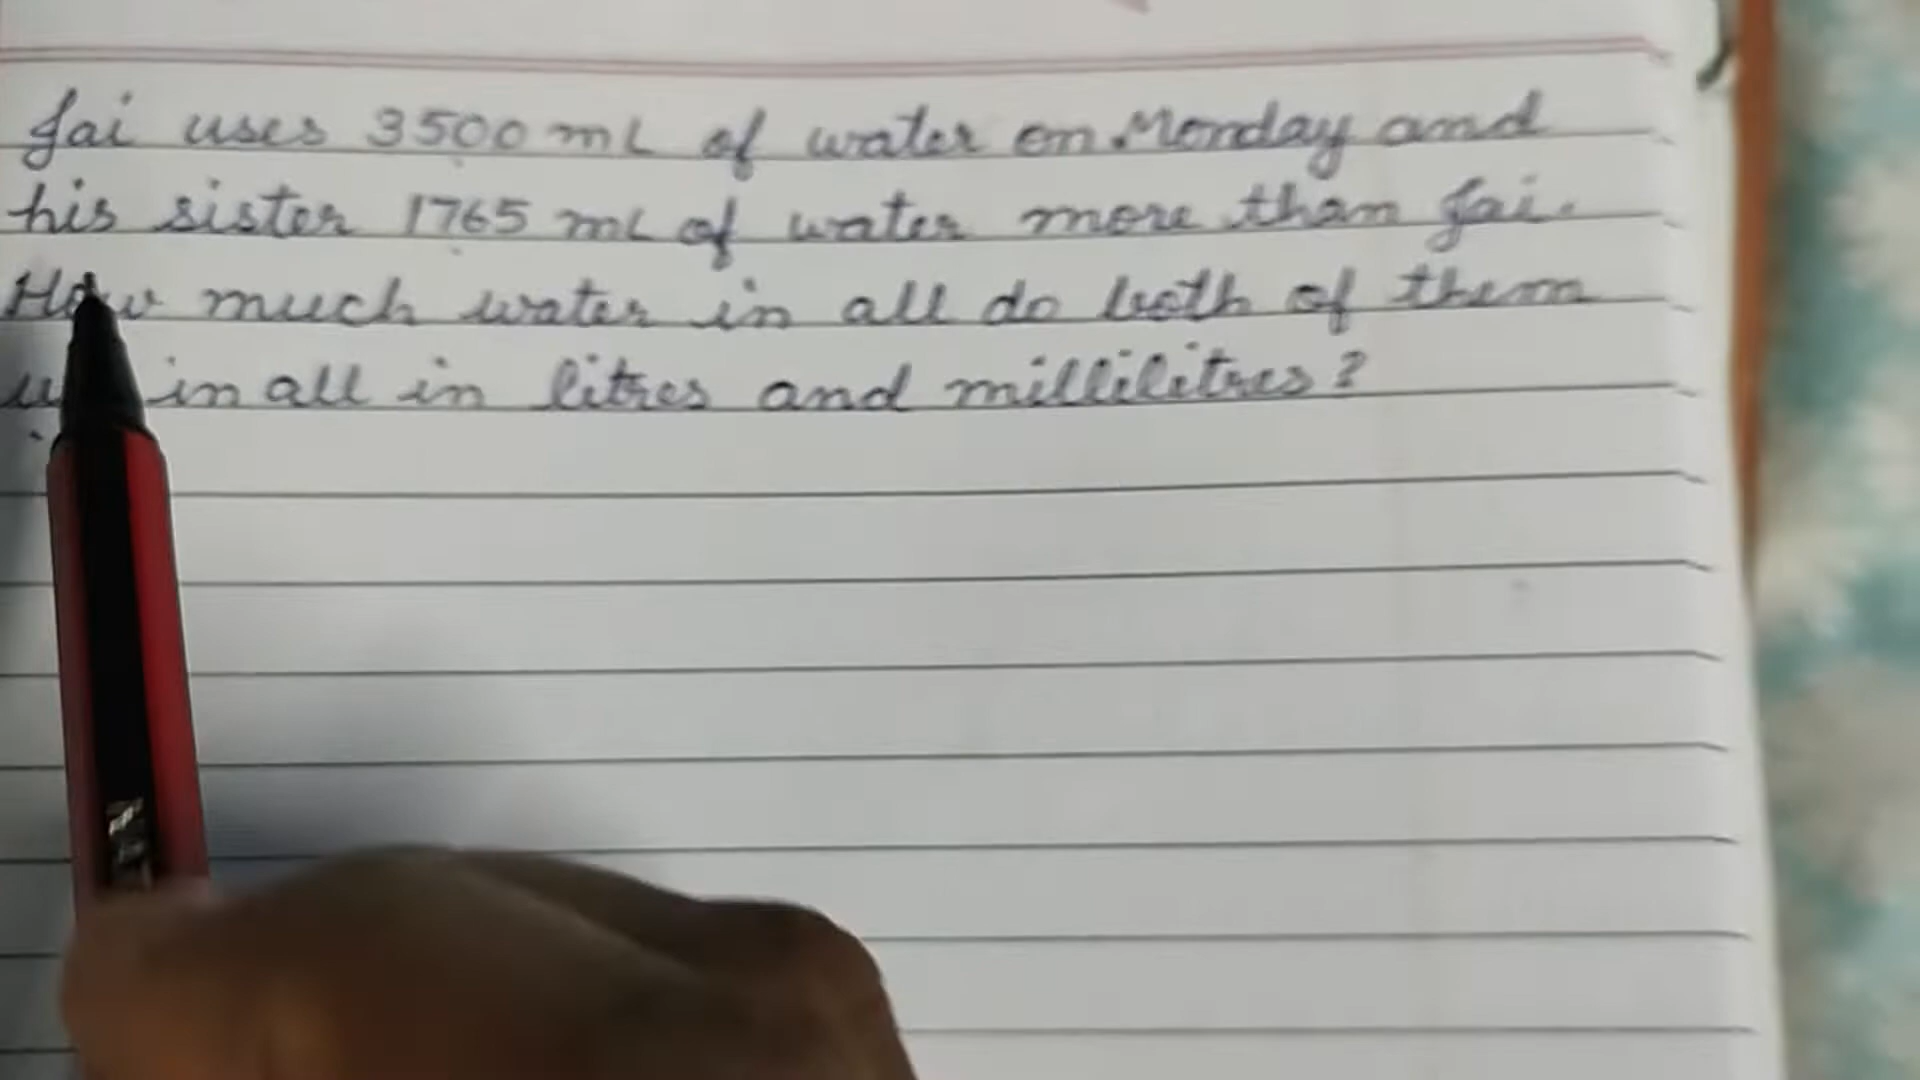 Jai uses 3500 mL of water on Monday and
his sister 1765 mL of water more than Jai.
How much water in all do both of them
in all in litres and millilitres?